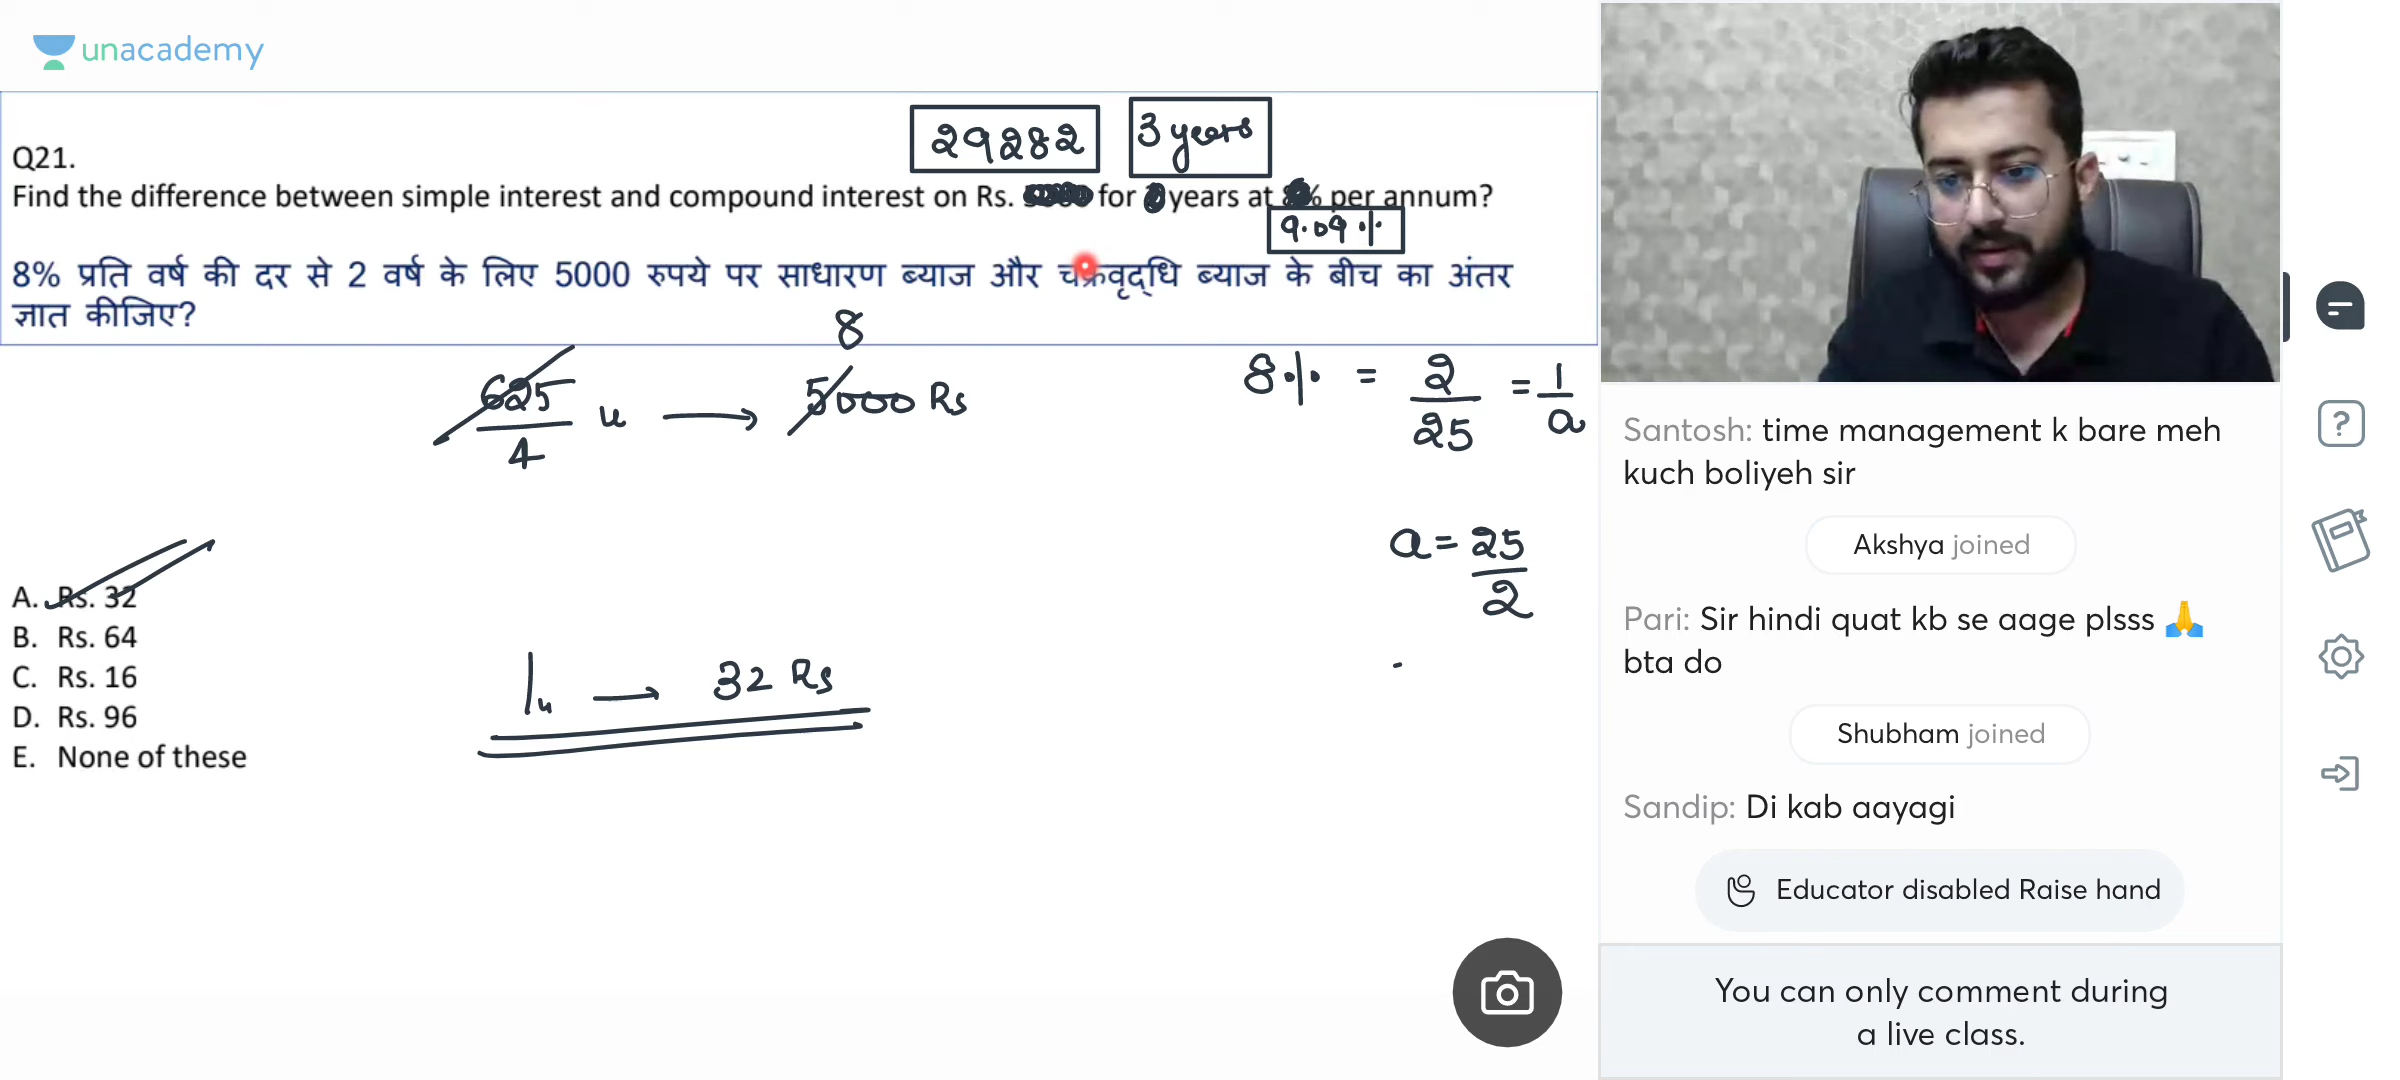 unacademy
29282
3 years
Q21.
Find the difference between simple interest and compound interest on Rs. for years at % per annum?
9.09 %
8% प्रति वर्ष की दर से 2 वर्ष के लिए 5000 रुपये पर साधारण ब्याज और चक्रवृद्धि ब्याज के बीच का अंतर
ज्ञात कीजिए?
8
625/4 u → 5000 Rs
8% = 2/25 = 1/a
a = 25/2
A. Rs. 32
B. Rs. 64
C. Rs. 16
D. Rs. 96
E. None of these
1u → 32 Rs
Santosh: time management k bare meh
kuch boliyeh sir
Akshya joined
Pari: Sir hindi quat kb se aage plsss 🙏
bta do
Shubham joined
Sandip: Di kab aayagi
Educator disabled Raise hand
You can only comment during
a live class.